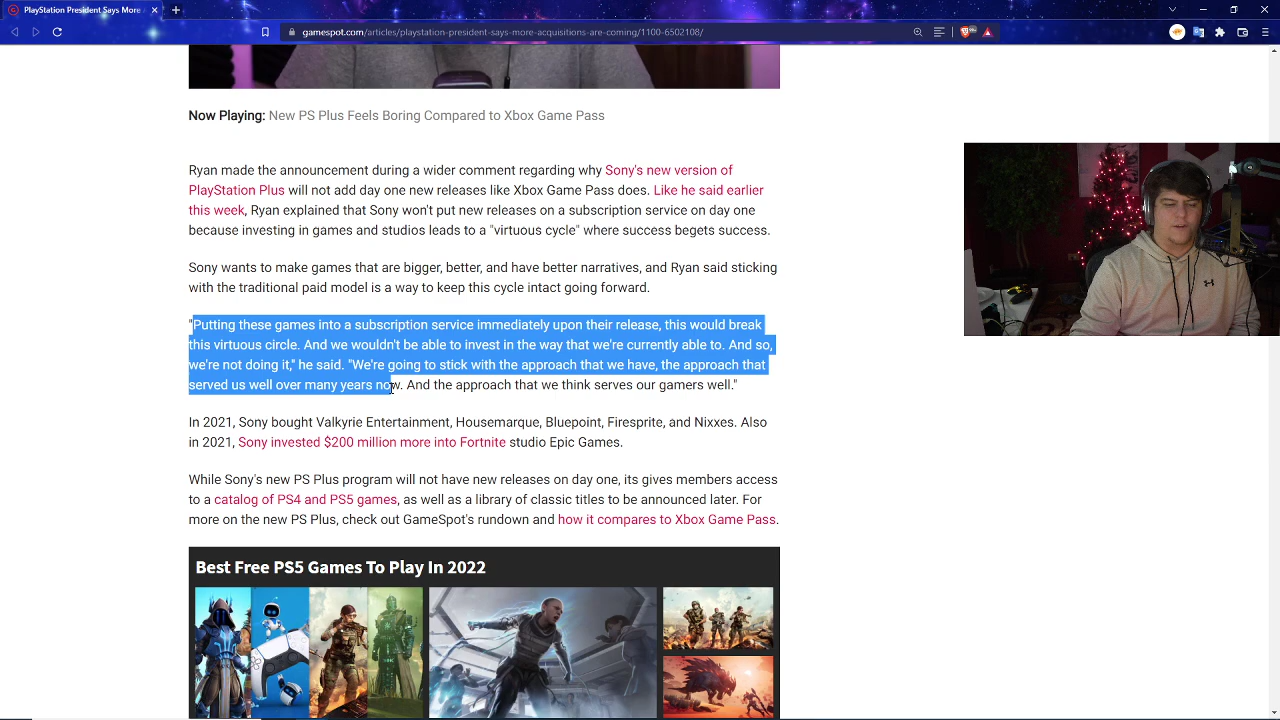 PlayStation President Says More A
gamespot.com/articles/playstation-president-says-more-acquisitions-are-coming/1100-6502108/
Now Playing: New PS Plus Feels Boring Compared to Xbox Game Pass
Ryan made the announcement during a wider comment regarding why Sony's new version of
PlayStation Plus will not add day one new releases like Xbox Game Pass does. Like he said earlier
this week, Ryan explained that Sony won't put new releases on a subscription service on day one
because investing in games and studios leads to a "virtuous cycle" where success begets success.
Sony wants to make games that are bigger, better, and have better narratives, and Ryan said sticking
with the traditional paid model is a way to keep this cycle intact going forward.
"Putting these games into a subscription service immediately upon their release, this would break
this virtuous circle. And we wouldn't be able to invest in the way that we're currently able to. And so,
we're not doing it," he said. "We're going to stick with the approach that we have, the approach that
served us well over many years now. And the approach that we think serves our gamers well."
In 2021, Sony bought Valkyrie Entertainment, Housemarque, Bluepoint, Firesprite, and Nixxes. Also
in 2021, Sony invested $200 million more into Fortnite studio Epic Games.
While Sony's new PS Plus program will not have new releases on day one, its gives members access
to a catalog of PS4 and PS5 games, as well as a library of classic titles to be announced later. For
more on the new PS Plus, check out GameSpot's rundown and how it compares to Xbox Game Pass.
Best Free PS5 Games To Play In 2022